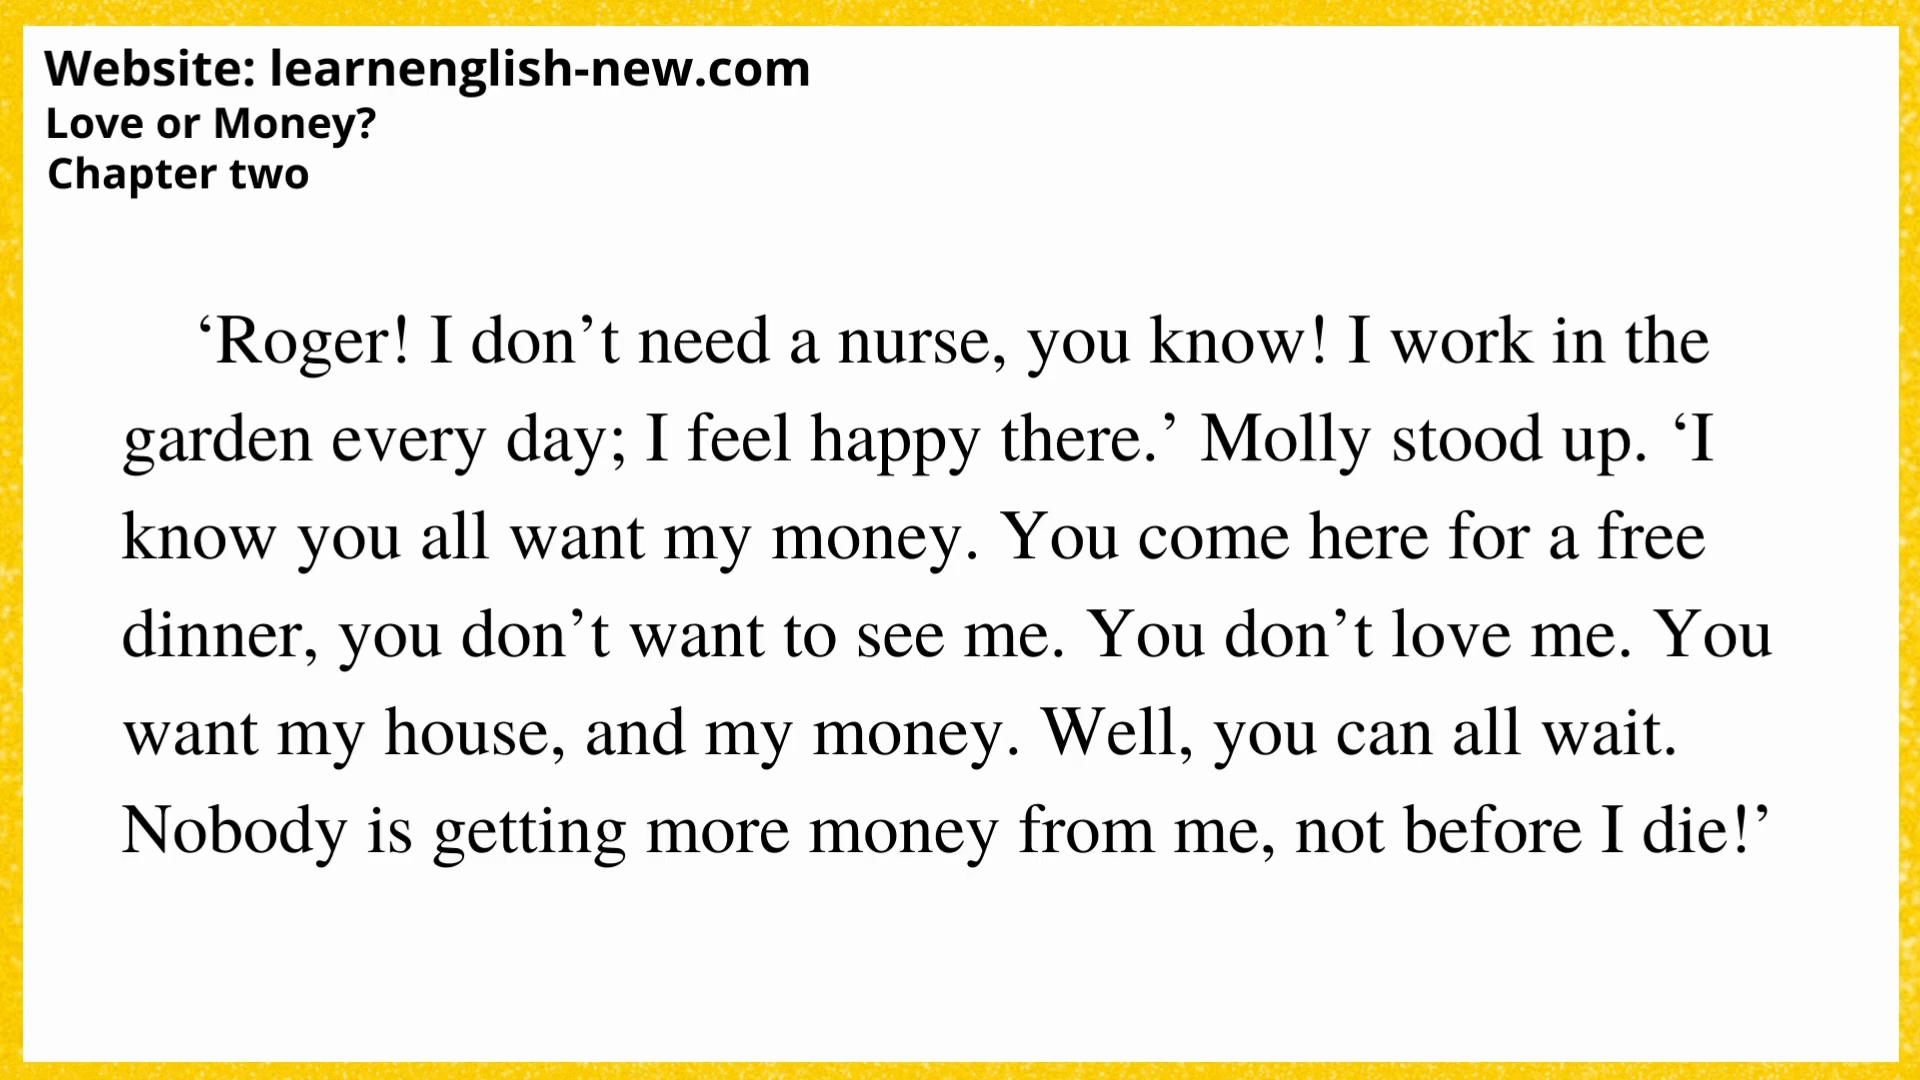 Website: learnenglish-new.com
Love or Money?
Chapter two
‘Roger! I don’t need a nurse, you know! I work in the
garden every day; I feel happy there.’ Molly stood up. ‘I
know you all want my money. You come here for a free
dinner, you don’t want to see me. You don’t love me. You
want my house, and my money. Well, you can all wait.
Nobody is getting more money from me, not before I die!’